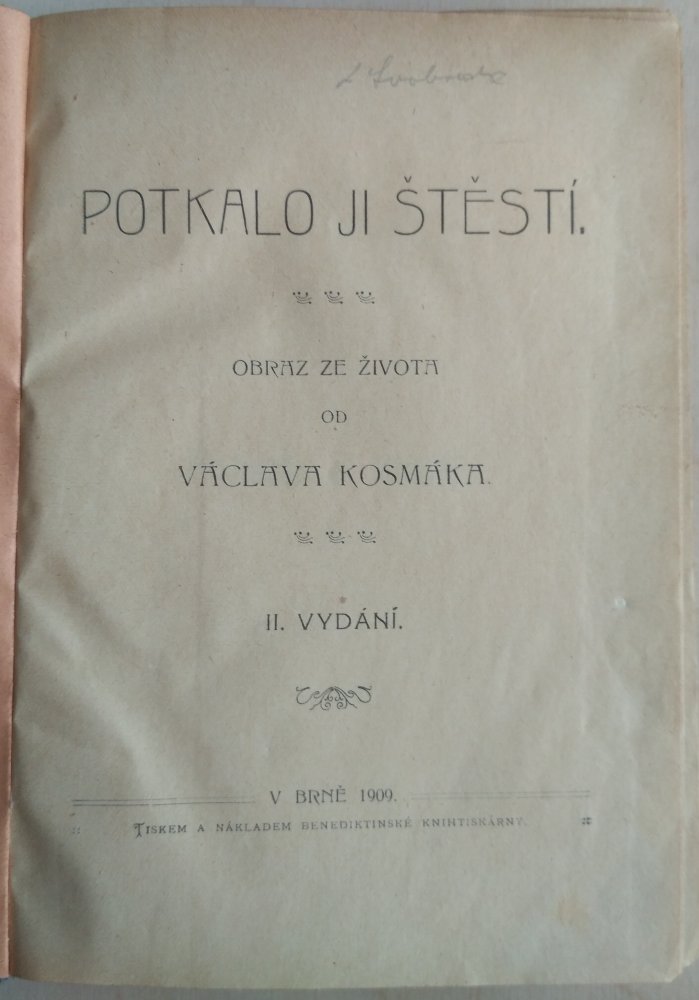 POTKALO JI ŠTĚSTÍ.
OBRAZ ZE ŽIVOTA
OD
VÁCLAVA KOSMÁKA.
II. VYDÁNÍ.
V BRNĚ 1909.
TISKEM A NÁKLADEM BENEDIKTINSKÉ KNIHTISKÁRNY.